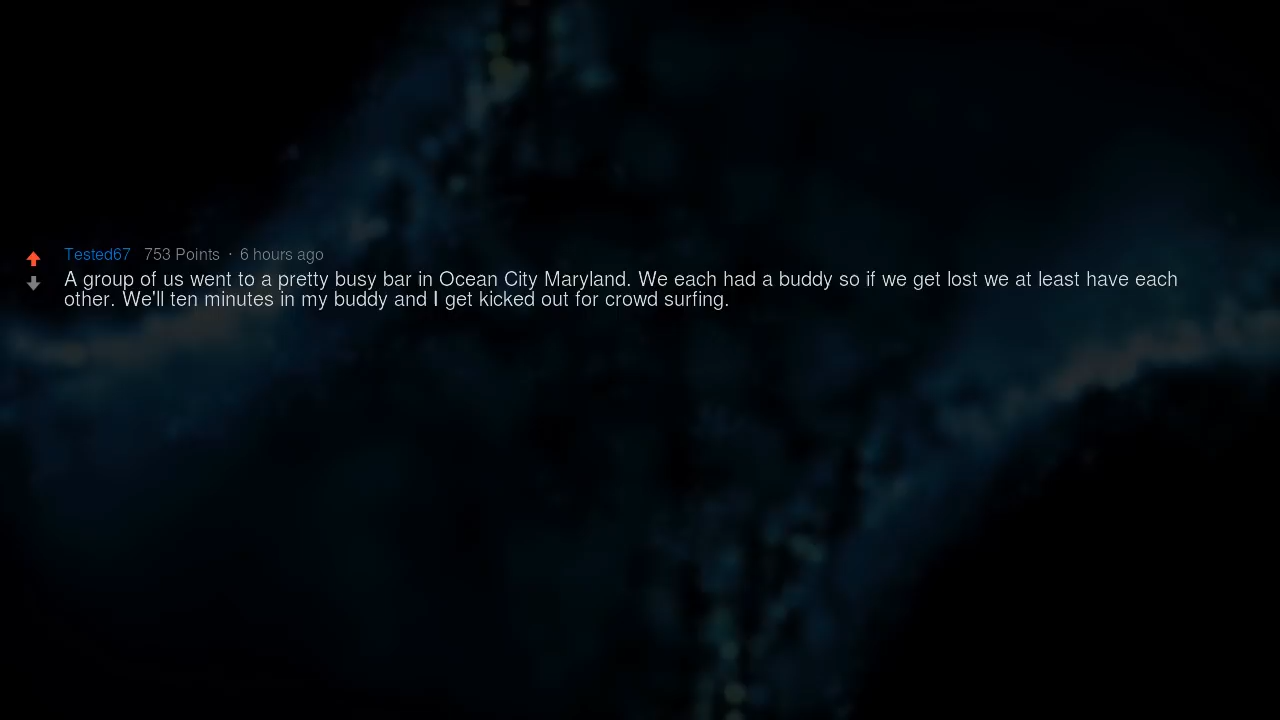 Tested67 753 Points · 6 hours ago
A group of us went to a pretty busy bar in Ocean City Maryland. We each had a buddy so if we get lost we at least have each
other. We'll ten minutes in my buddy and I get kicked out for crowd surfing.